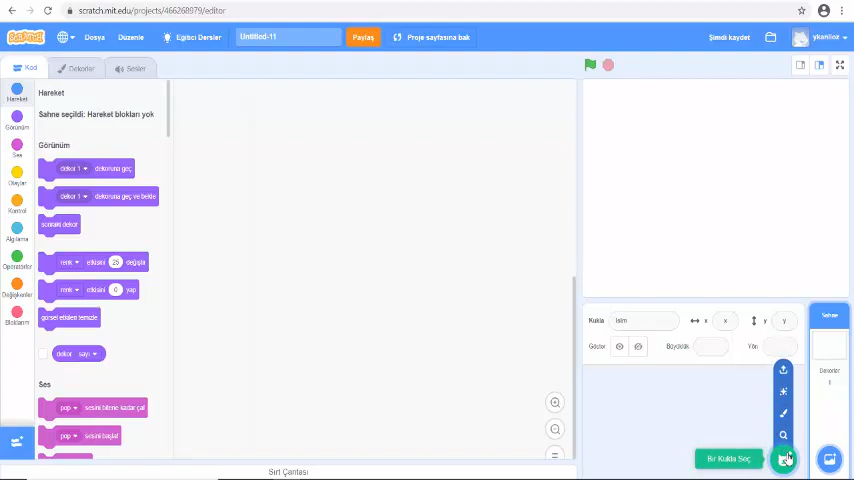 scratch.mit.edu/projects/466268979/editor
SCRATCH Dosya Düzenle Eğitici Dersler Untitled-11 Paylaş Proje sayfasına bak Şimdi kaydet ykaniloz
Kod Dekorlar Sesler
Hareket
Görünüm
Ses
Olaylar
Kontrol
Algılama
Operatörler
Değişkenler
Bloklarım
Hareket
Sahne seçildi: Hareket blokları yok
Görünüm
dekor 1 dekoruna geç
dekor 1 dekoruna geç ve bekle
sonraki dekor
renk etkisini 25 değiştir
renk etkisini 0 yap
görsel etkileri temizle
dekor sayı
Ses
pop sesini bitene kadar çal
pop sesini başlat
Sırt Çantası
Kukla İsim x x y y
Göster Büyüklük Yön
Sahne
Dekorlar
1
Bir Kukla Seç